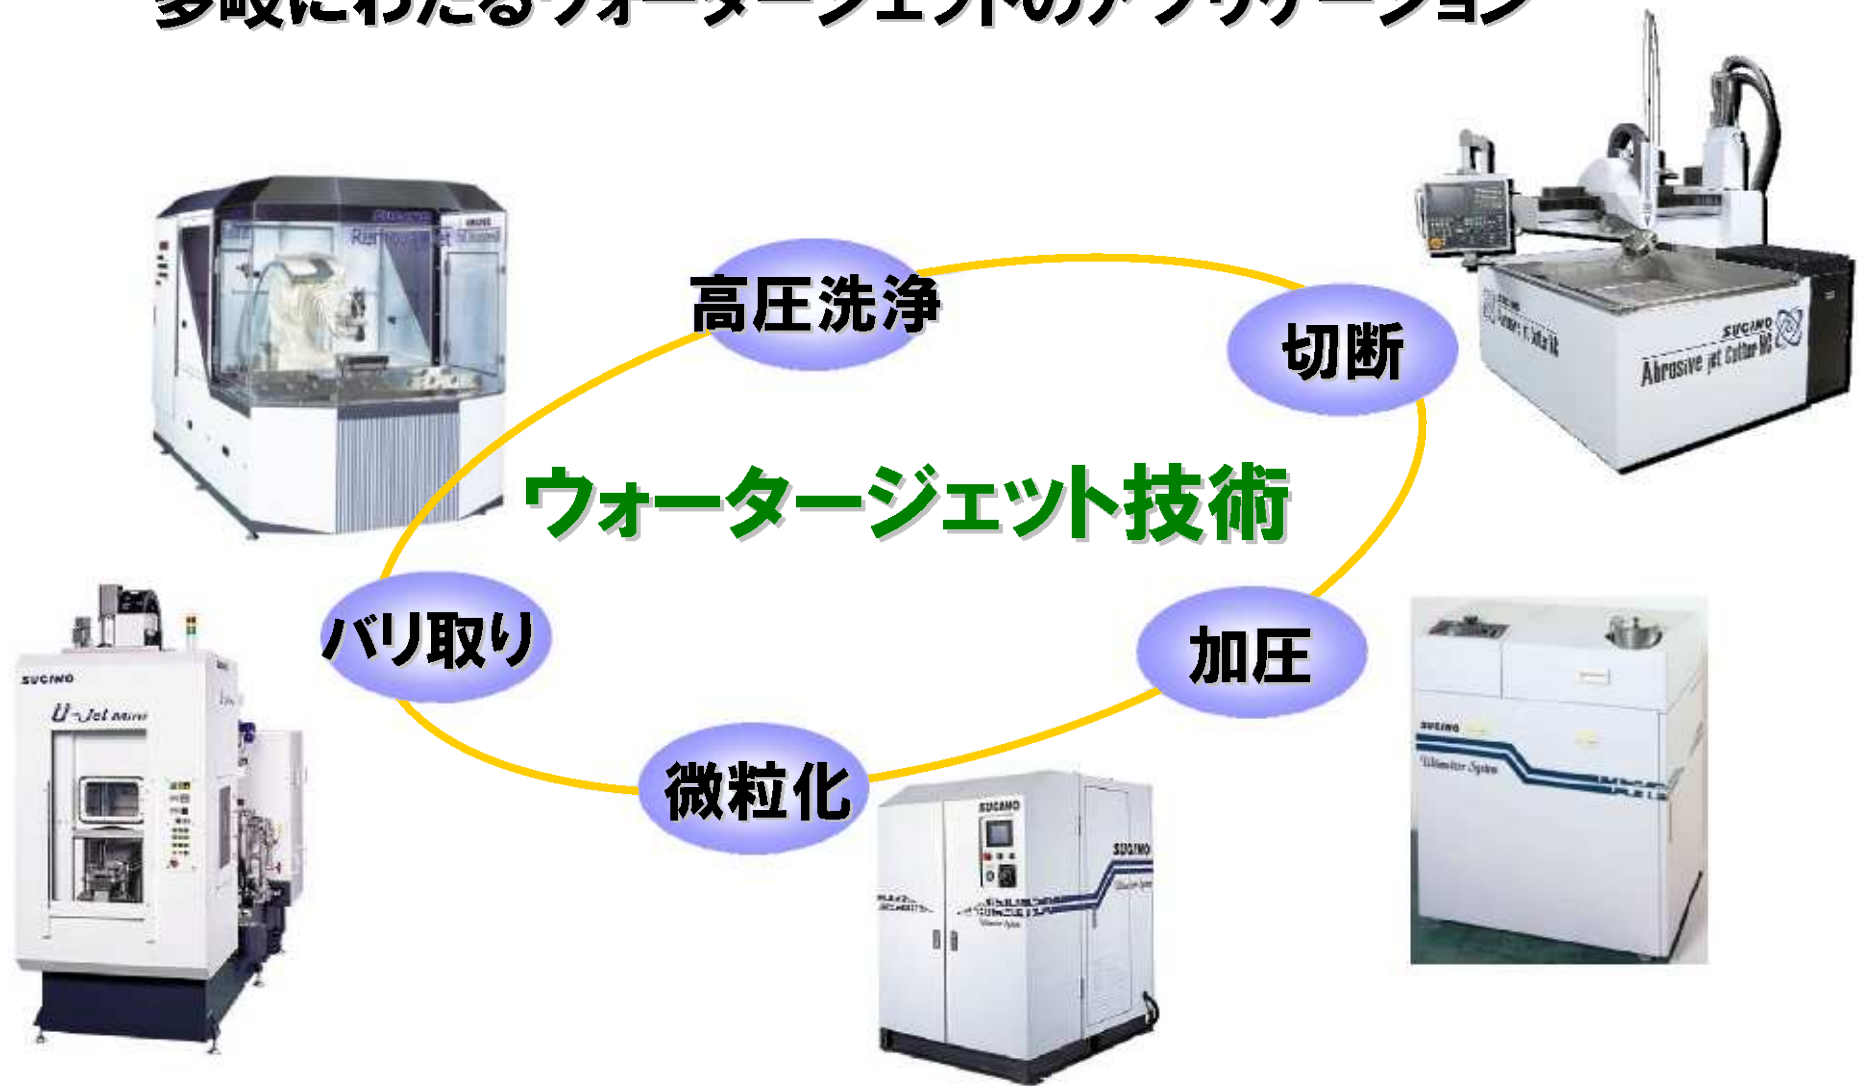 多岐にわたるウォータージェットのアプリケーション
高圧洗浄
切断
SUGINO
Abrasive jet Cutter NC
ウォータージェット技術
バリ取り
加圧
SUGINO
U-Jet Mini
SUGINO
微粒化
SUGINO
SUGINO